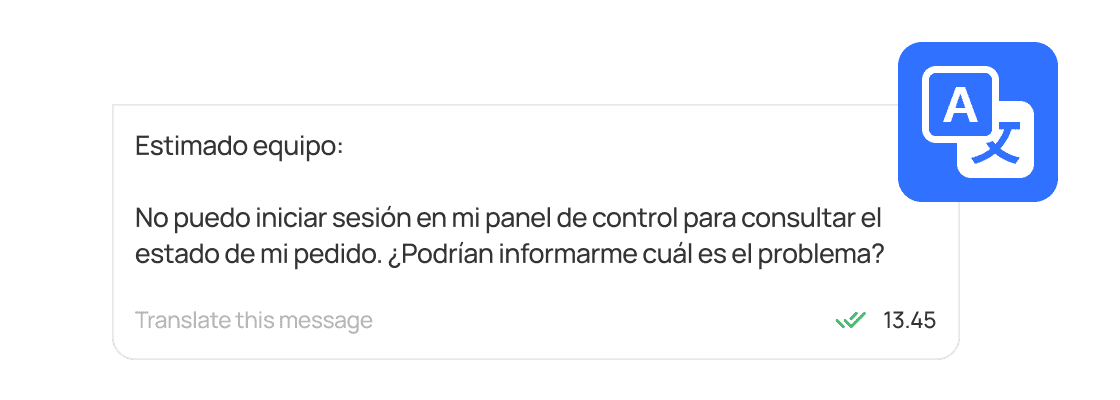 A
文
Estimado equipo:
No puedo iniciar sesión en mi panel de control para consultar el
estado de mi pedido. ¿Podrían informarme cuál es el problema?
Translate this message
13.45